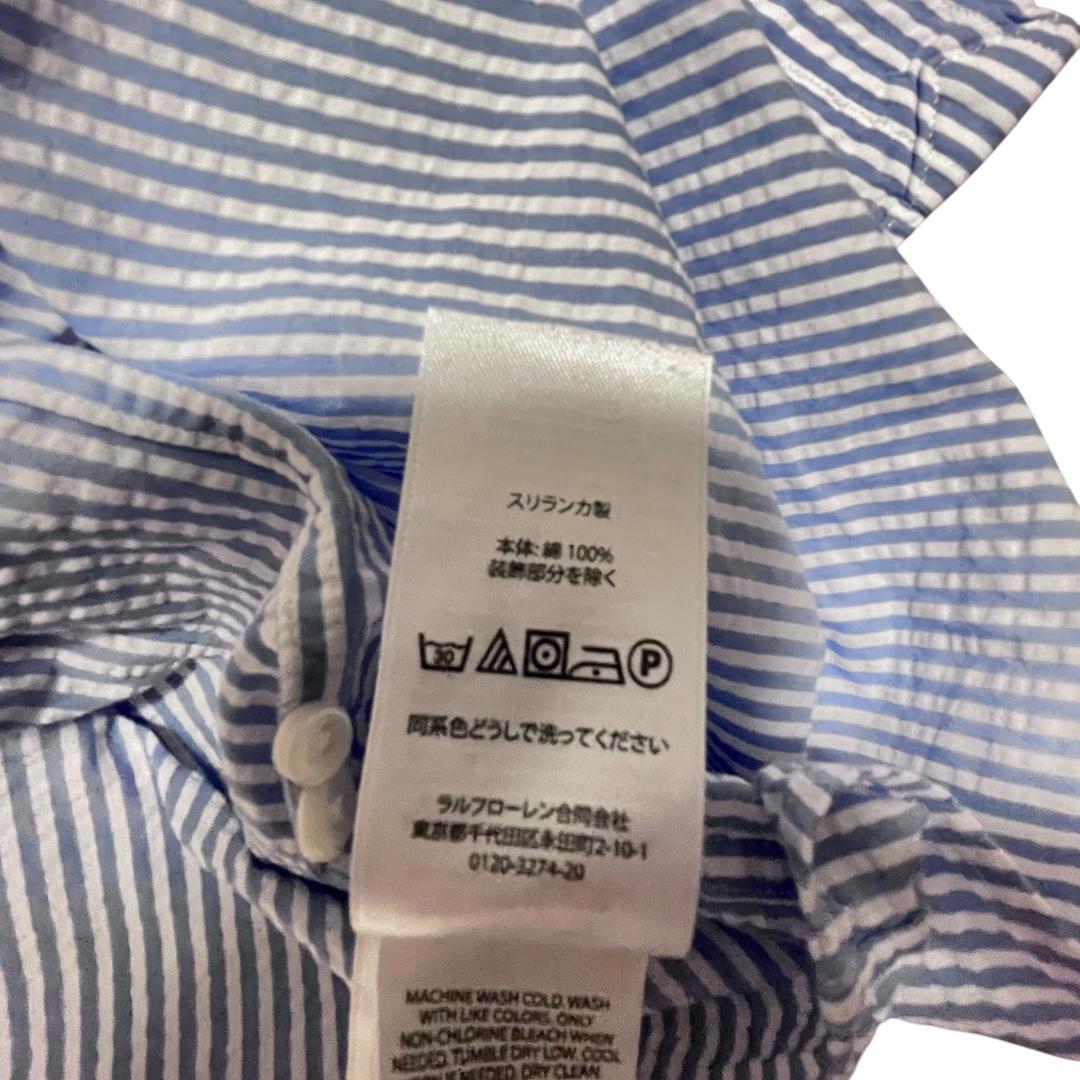 スリランカ製
本体: 綿 100%
装飾部分を除く
30
P
同系色どうしで洗ってください
ラルフローレン合同会社
東京都千代田区永田町2-10-1
0120-3274-20
MACHINE WASH COLD, WASH
WITH LIKE COLORS, ONLY
NON-CHLORINE BLEACH WHEN
NEEDED, TUMBLE DRY LOW, COOL
IF NEEDED, DRY CLEAN